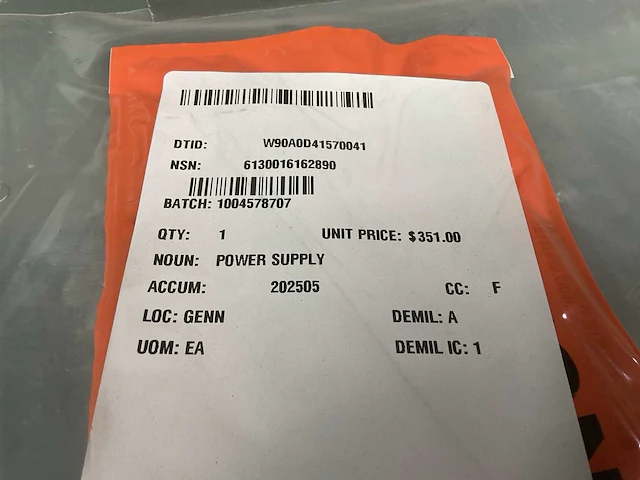 DTID: W90A0D41570041
NSN: 6130016162890
BATCH: 1004578707
QTY: 1 UNIT PRICE: $351.00
NOUN: POWER SUPPLY
ACCUM: 202505 CC: F
LOC: GENN DEMIL: A
UOM: EA DEMIL IC: 1